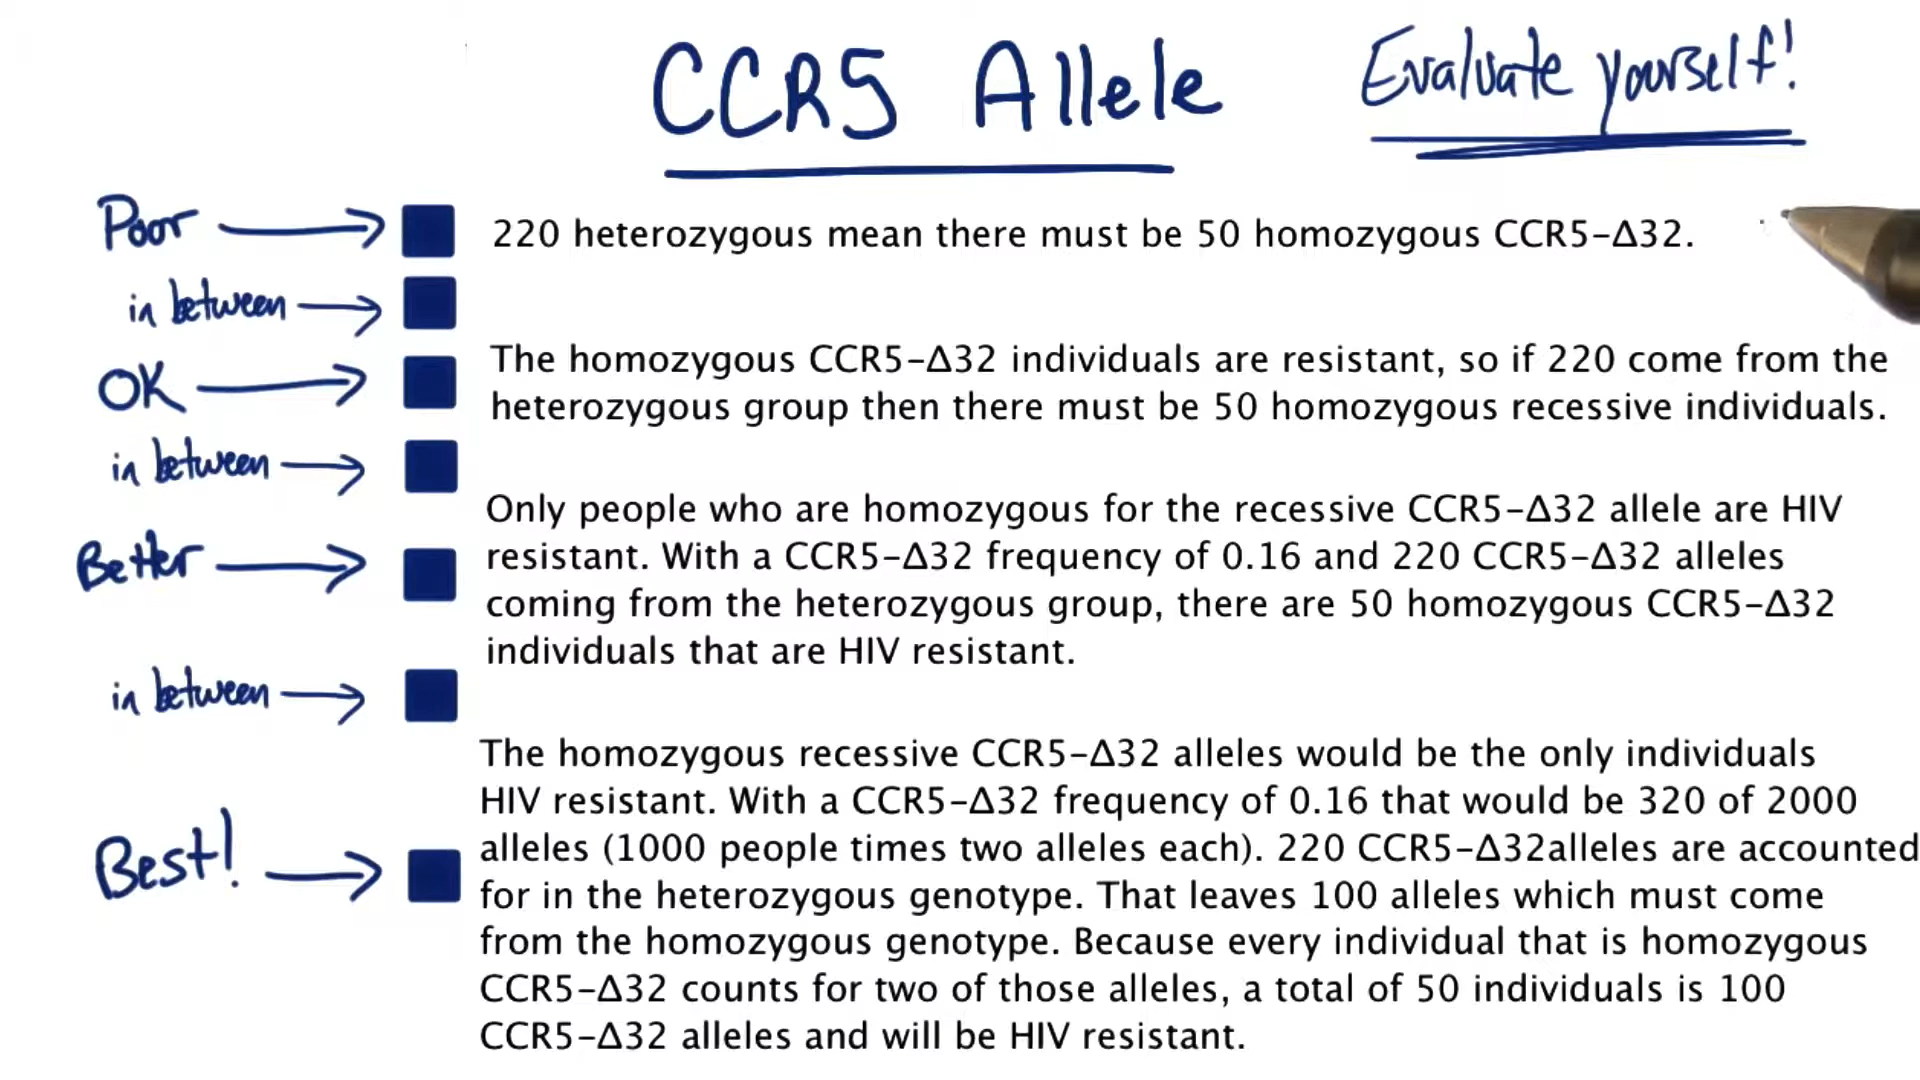 CCR5 Allele
Evaluate yourself!
Poor
220 heterozygous mean there must be 50 homozygous CCR5-Δ32.
in between
OK
The homozygous CCR5-Δ32 individuals are resistant, so if 220 come from the
heterozygous group then there must be 50 homozygous recessive individuals.
in between
Better
Only people who are homozygous for the recessive CCR5-Δ32 allele are HIV
resistant. With a CCR5-Δ32 frequency of 0.16 and 220 CCR5-Δ32 alleles
coming from the heterozygous group, there are 50 homozygous CCR5-Δ32
individuals that are HIV resistant.
in between
Best!
The homozygous recessive CCR5-Δ32 alleles would be the only individuals
HIV resistant. With a CCR5-Δ32 frequency of 0.16 that would be 320 of 2000
alleles (1000 people times two alleles each). 220 CCR5-Δ32alleles are accounted
for in the heterozygous genotype. That leaves 100 alleles which must come
from the homozygous genotype. Because every individual that is homozygous
CCR5-Δ32 counts for two of those alleles, a total of 50 individuals is 100
CCR5-Δ32 alleles and will be HIV resistant.